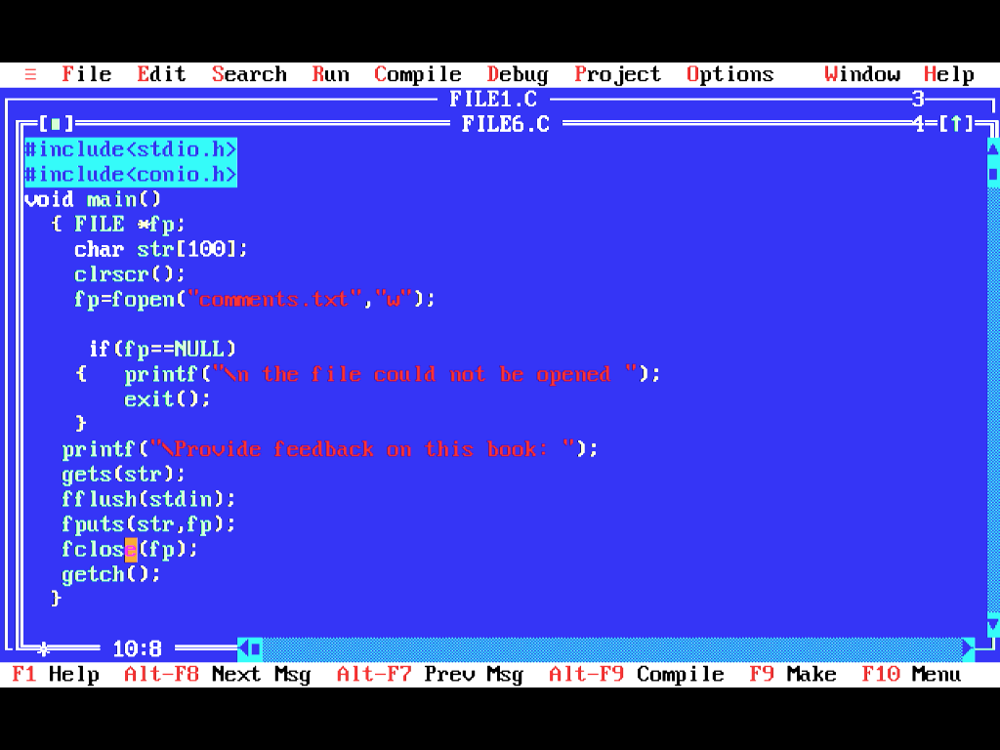 ≡ File Edit Search Run Compile Debug Project Options Window Help
FILE1.C 3
[■] FILE6.C 4=[↑]
#include<stdio.h>
#include<conio.h>
void main()
{ FILE *fp;
char str[100];
clrscr();
fp=fopen("comments.txt","w");
if(fp==NULL)
{ printf("\n the file could not be opened ");
exit();
}
printf("\Provide feedback on this book: ");
gets(str);
fflush(stdin);
fputs(str,fp);
fclose(fp);
getch();
}
* 10:8
F1 Help Alt-F8 Next Msg Alt-F7 Prev Msg Alt-F9 Compile F9 Make F10 Menu